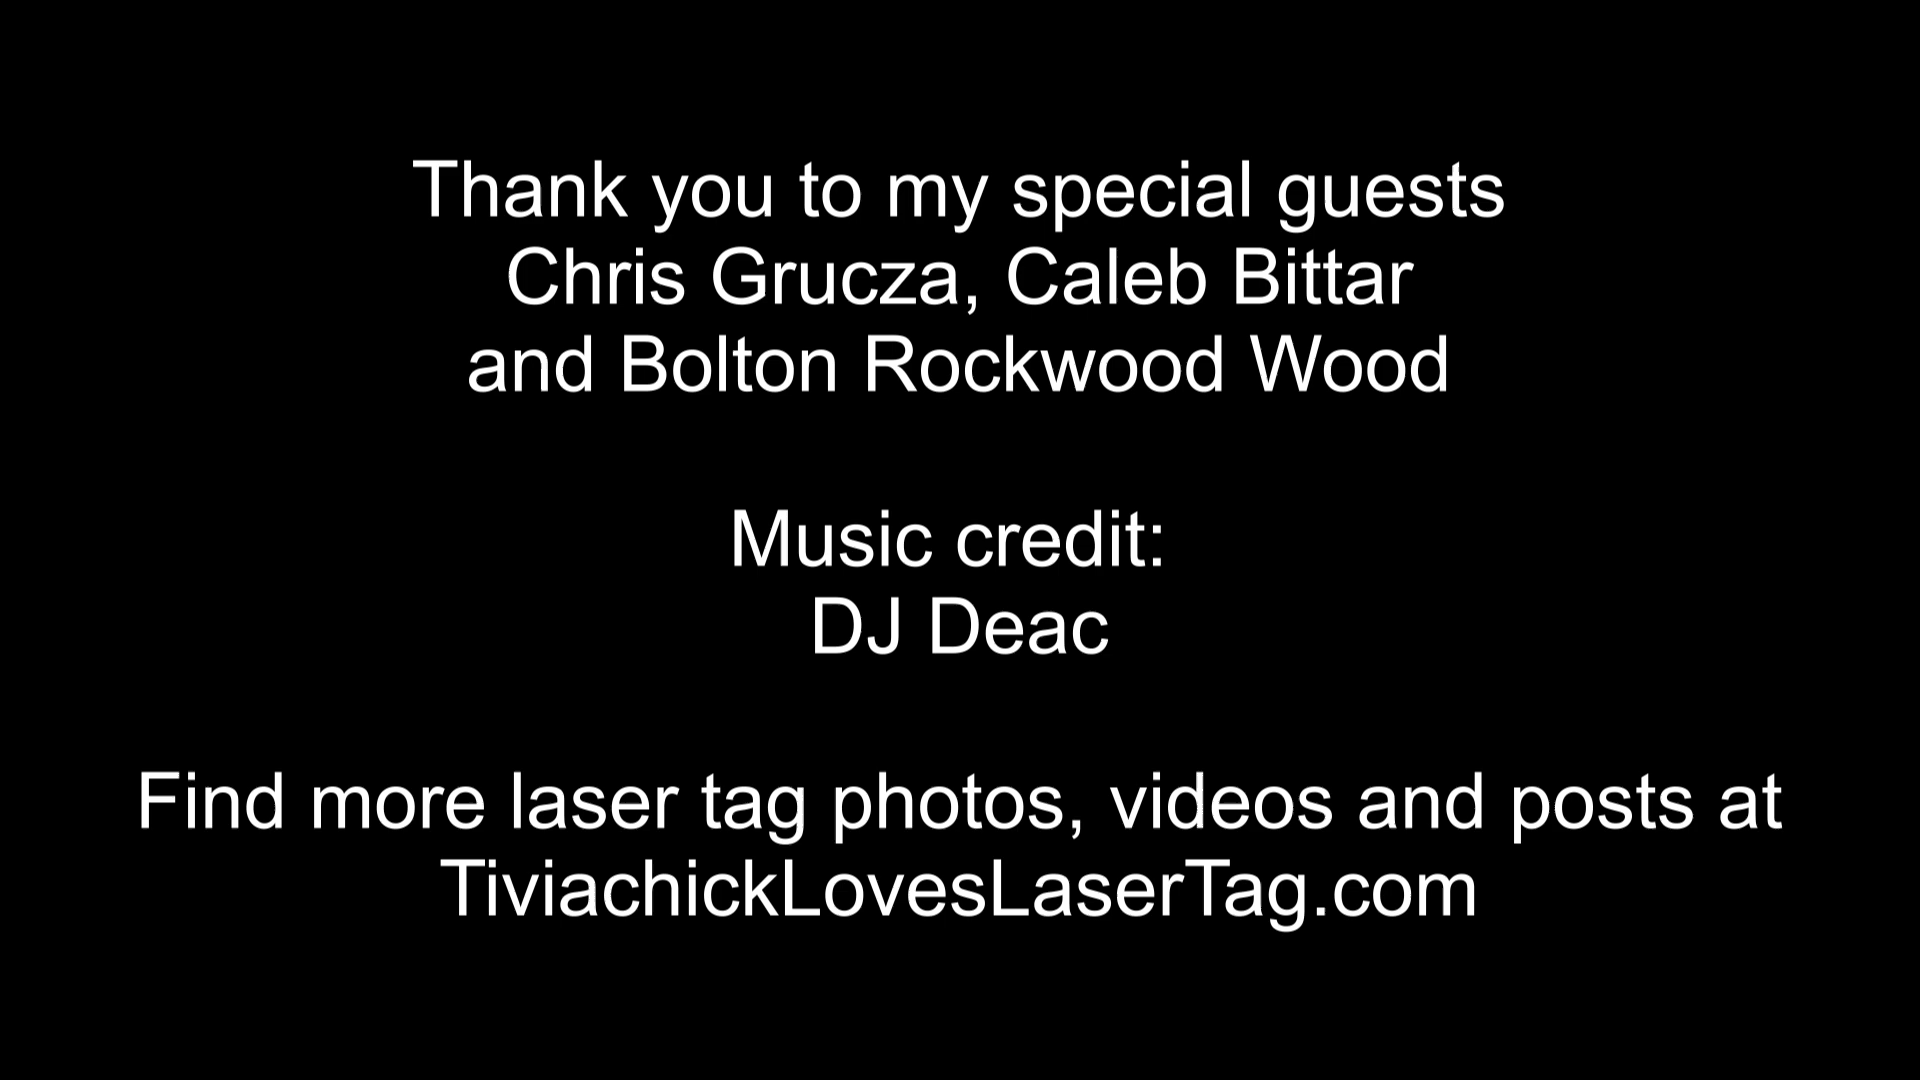 Thank you to my special guests
Chris Grucza, Caleb Bittar
and Bolton Rockwood Wood
Music credit:
DJ Deac
Find more laser tag photos, videos and posts at
TiviachickLovesLaserTag.com